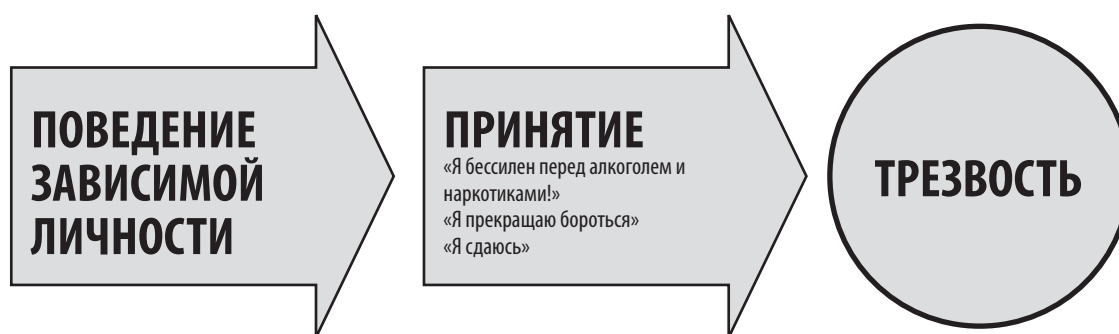 ПОВЕДЕНИЕ
ЗАВИСИМОЙ
ЛИЧНОСТИ
ПРИНЯТИЕ
«Я бессилен перед алкоголем и
наркотиками!»
«Я прекращаю бороться»
«Я сдаюсь»
ТРЕЗВОСТЬ